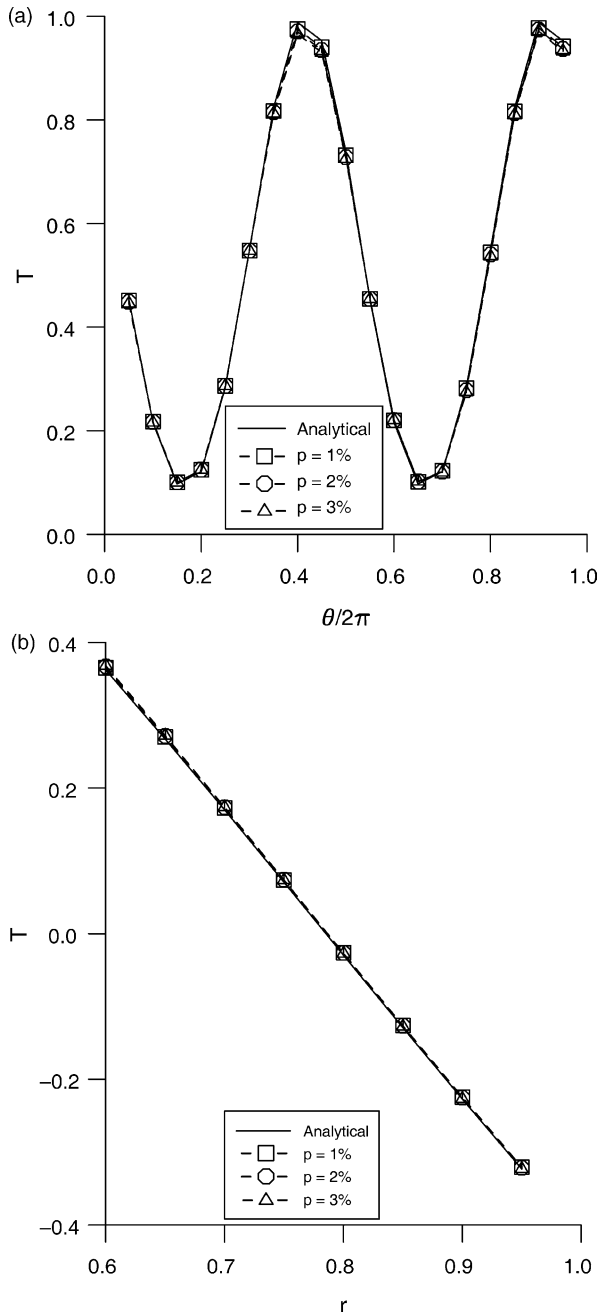 (a)
1.0
0.8
0.6
0.4
0.2
0.0
T
Analytical
p = 1%
p = 2%
p = 3%
0.0 0.2 0.4 0.6 0.8 1.0
θ/2π
(b)
0.4
0.2
0.0
−0.2
−0.4
T
Analytical
p = 1%
p = 2%
p = 3%
0.6 0.7 0.8 0.9 1.0
r